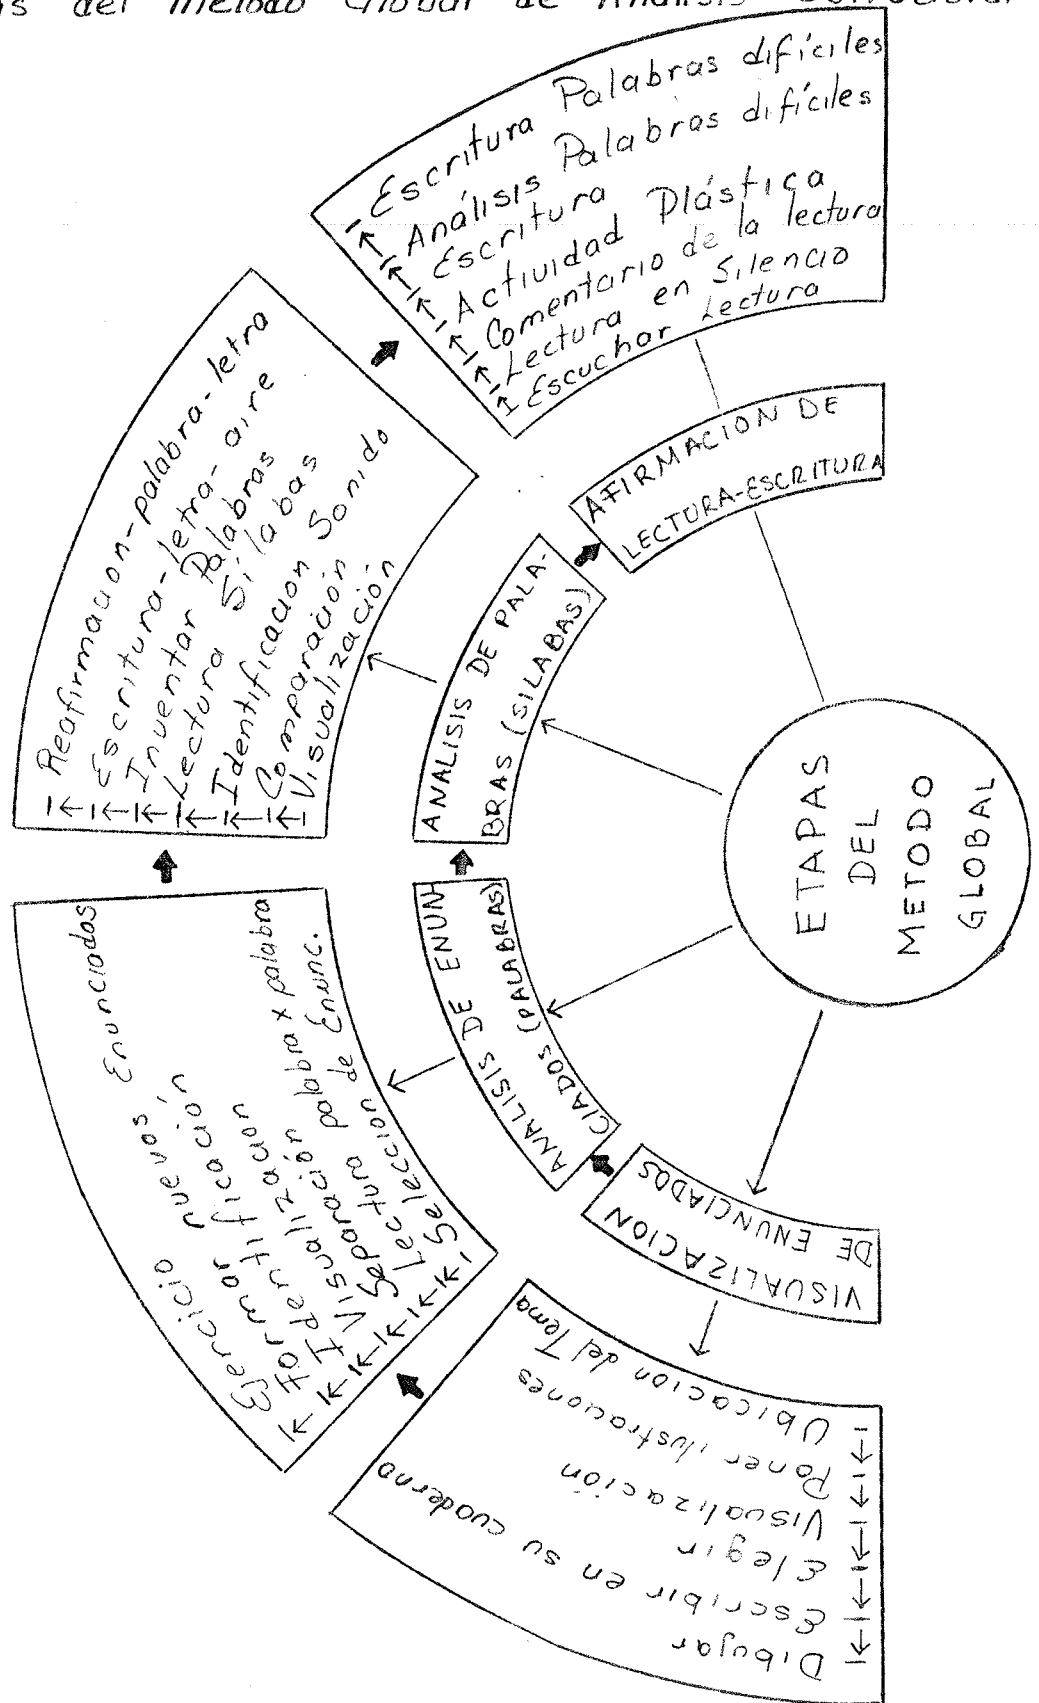 del Método Global de Análisis
ETAPAS
DEL
METODO
GLOBAL
VISUALIZACION
DE ENUNCIADOS
Ubicacion del Tema
Poner ilustraciones
Visualización
Elegir
Escribir en su cuaderno
Dibujar
ANALISIS DE ENUN-
CIADOS (PALABRAS)
Selección de Enunc.
Lectura palabra x palabra
Separación
Visualización
Identificación
Formar nuevos Enunciados
Ejercicio
ANALISIS DE PALA-
BRAS (SILABAS)
Visualización
Comparación
Identificacion Sonido
Lectura Sílabas
Inventar Palabras
Escritura-letra-aire
Reafirmacion-palabra-letra
AFIRMACION DE
LECTURA-ESCRITURA
Escuchar Lectura
Lectura en Silencio
Comentario de la lectura
Actividad Plástica
Escritura
Análisis Palabras difíciles
Escritura Palabras difíciles